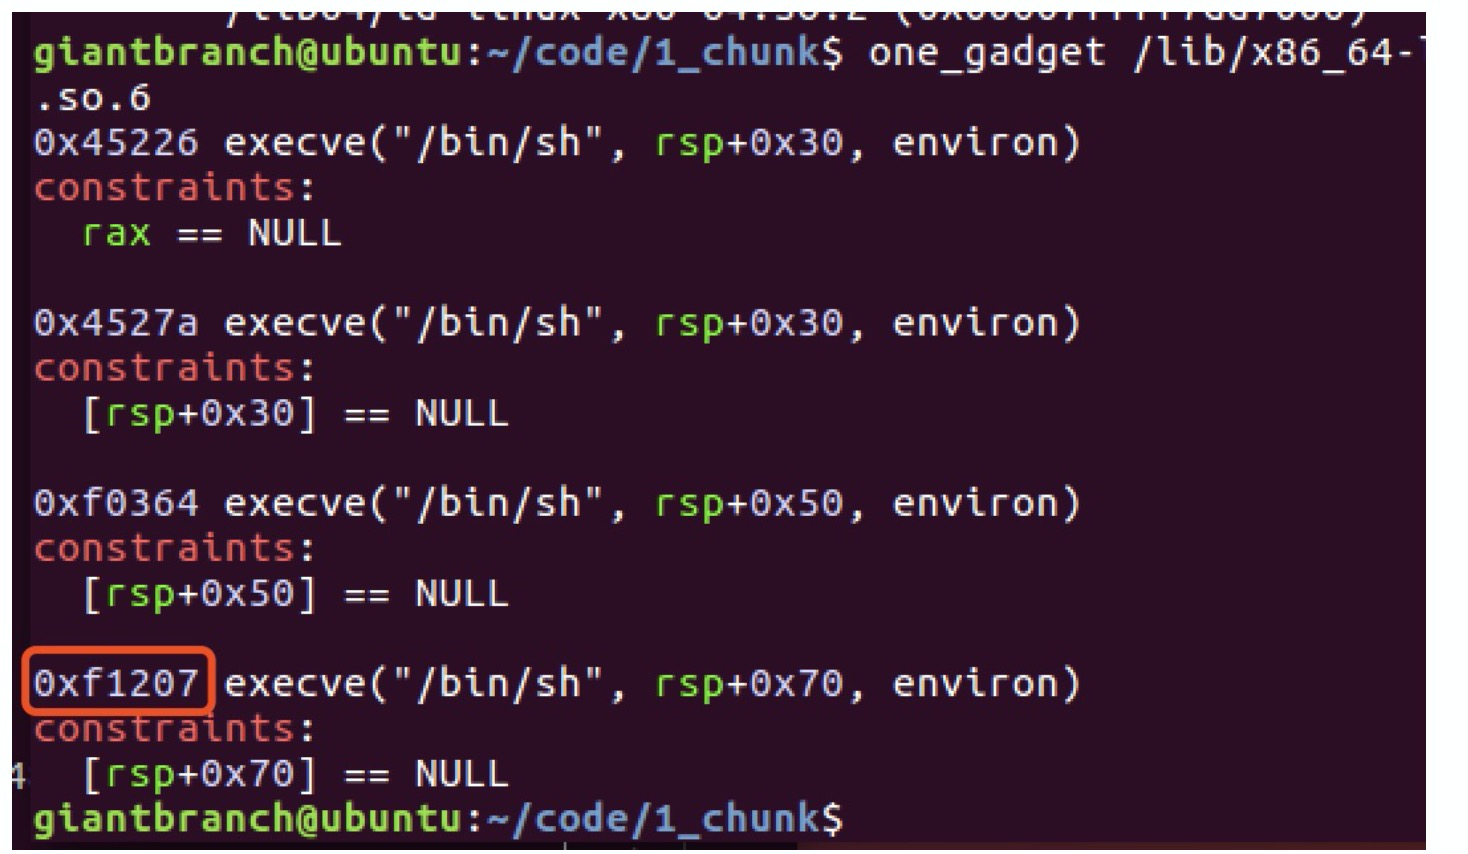 giantbranch@ubuntu:~/code/1_chunk$ one_gadget /lib/x86_64-
.so.6
0x45226 execve("/bin/sh", rsp+0x30, environ)
constraints:
  rax == NULL
0x4527a execve("/bin/sh", rsp+0x30, environ)
constraints:
  [rsp+0x30] == NULL
0xf0364 execve("/bin/sh", rsp+0x50, environ)
constraints:
  [rsp+0x50] == NULL
0xf1207 execve("/bin/sh", rsp+0x70, environ)
constraints:
  [rsp+0x70] == NULL
giantbranch@ubuntu:~/code/1_chunk$